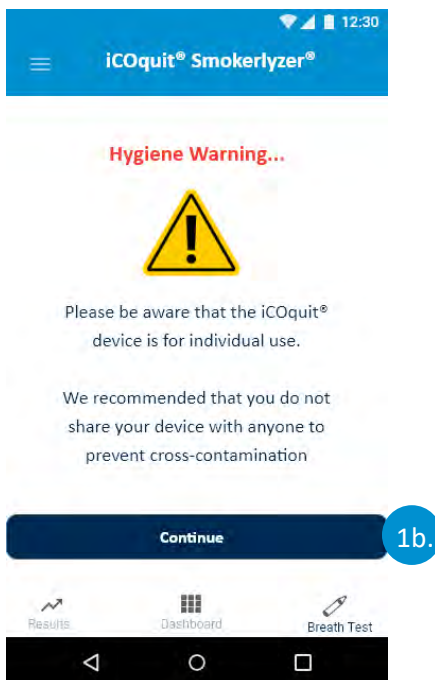 12:30
iCOquit® Smokerlyzer®
Hygiene Warning...
Please be aware that the iCOquit®
device is for individual use.
We recommended that you do not
share your device with anyone to
prevent cross-contamination
Continue
1b.
Results
Dashboard
Breath Test